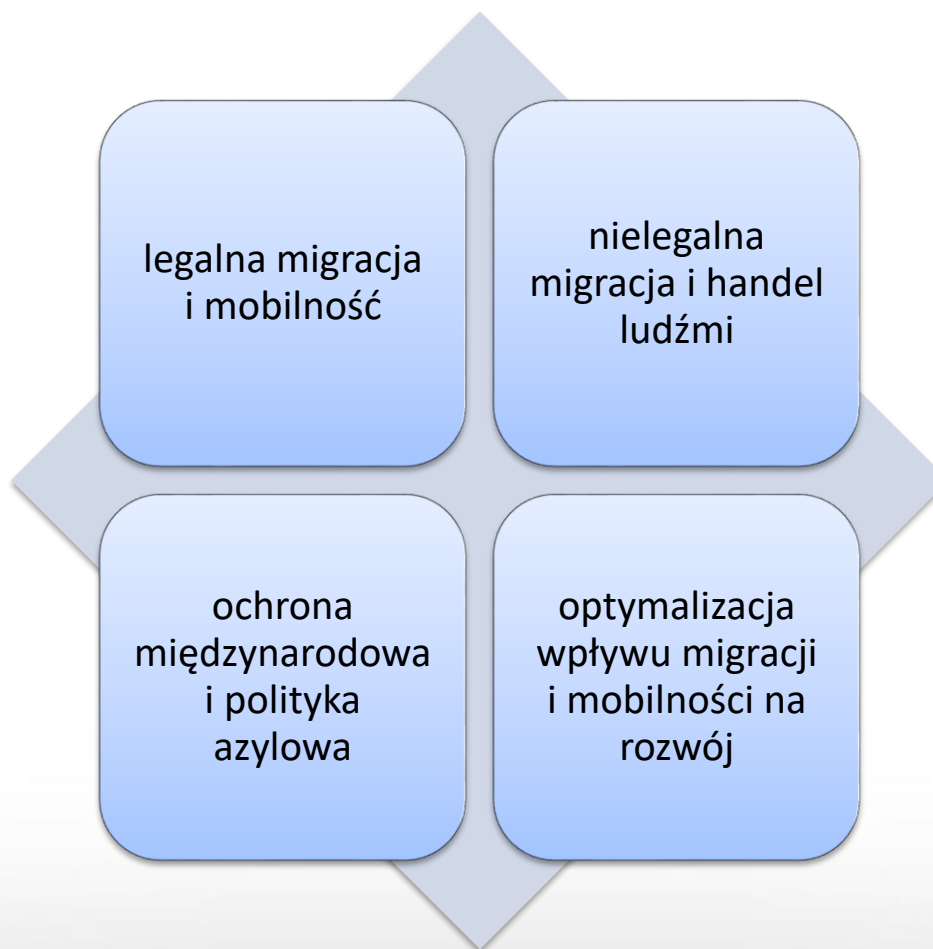 legalna migracja
i mobilność
nielegalna
migracja i handel
ludźmi
ochrona
międzynarodowa
i polityka
azylowa
optymalizacja
wpływu migracji
i mobilności na
rozwój